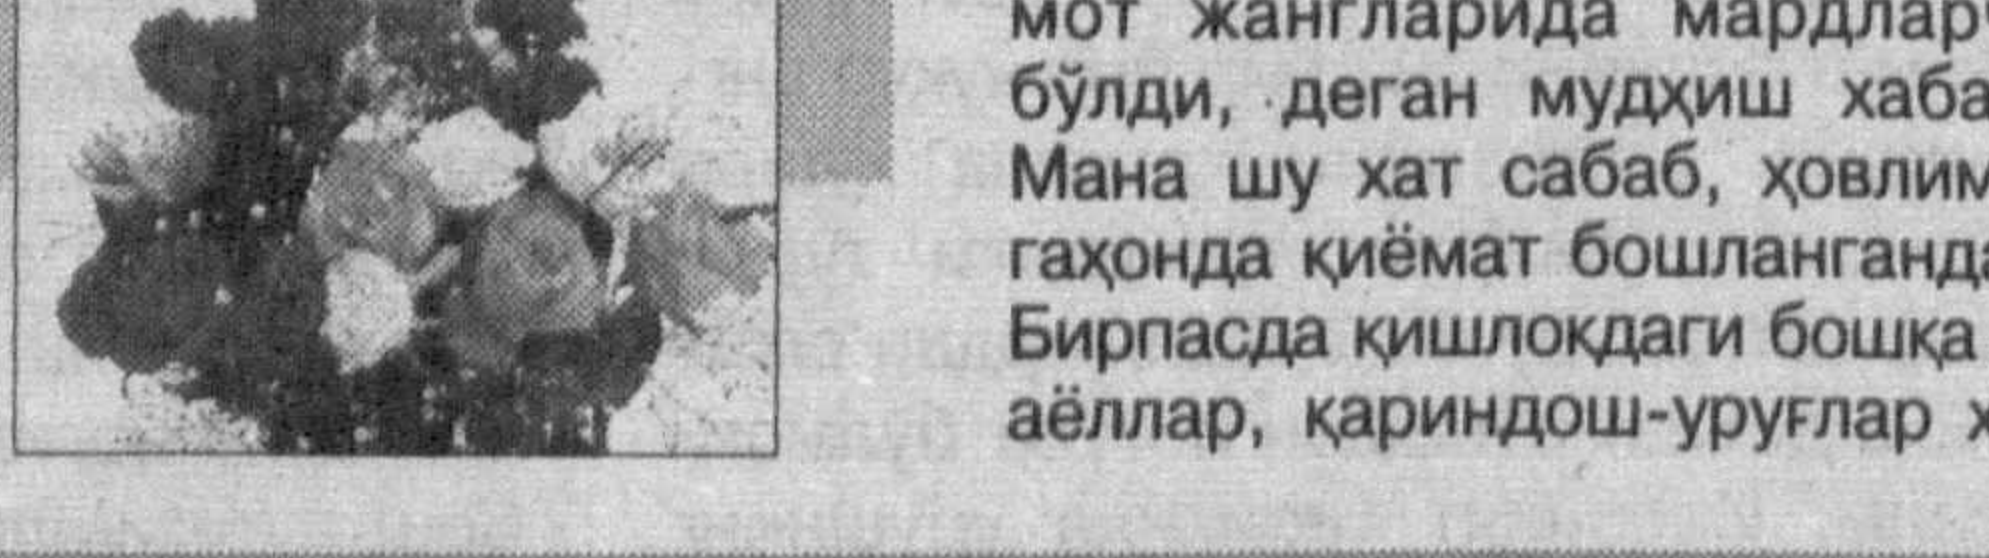 мот жангларида мардлар
бўлди, деган мудҳиш хаба
Мана шу хат сабаб, ҳовлим
гаҳонда қиёмат бошланганда
Бирпасда қишлоқдаги бошқа
аёллар, қариндош-уруғлар